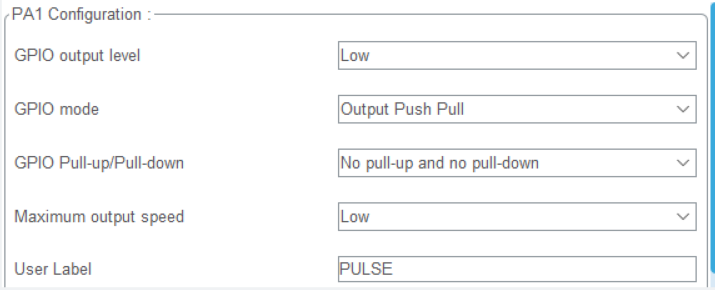 PA1 Configuration :
GPIO output level Low
GPIO mode Output Push Pull
GPIO Pull-up/Pull-down No pull-up and no pull-down
Maximum output speed Low
User Label PULSE